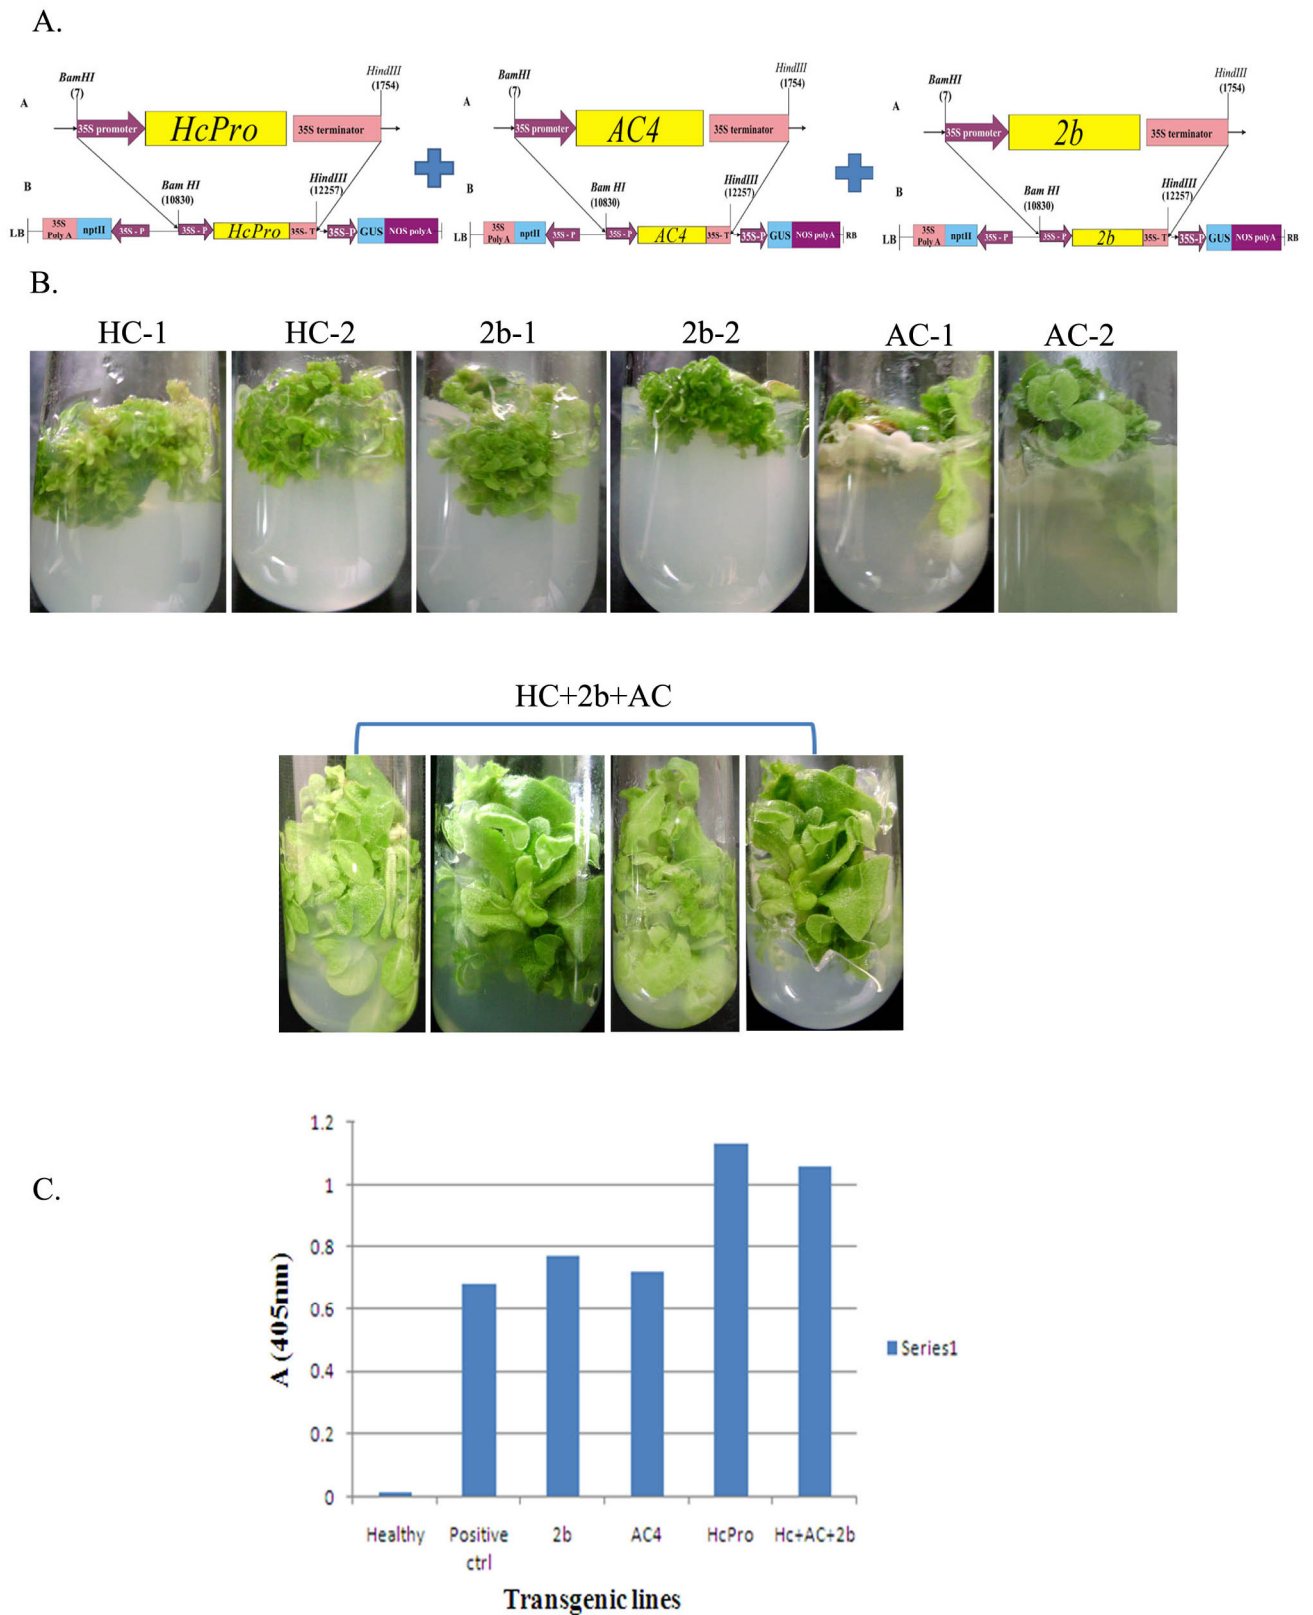 A.
BamHI
(7)
HindIII
(1754)
A
35S promoter
HcPro
35S terminator
B
Bam HI
(10830)
HindIII
(12257)
LB
35S
Poly A
nptII
35S - P
35S - P
HcPro
35S- T
35S-P
GUS
NOS polyA
BamHI
(7)
HindIII
(1754)
A
35S promoter
AC4
35S terminator
B
Bam HI
(10830)
HindIII
(12257)
LB
35S
Poly A
nptII
35S - P
35S - P
AC4
35S- T
35S-P
GUS
NOS polyA
RB
BamHI
(7)
HindIII
(1754)
A
35S promoter
2b
35S terminator
B
Bam HI
(10830)
HindIII
(12257)
LB
35S
Poly A
nptII
35S - P
35S - P
2b
35S- T
35S-P
GUS
NOS polyA
RB
B.
HC-1 HC-2 2b-1 2b-2 AC-1 AC-2
HC+2b+AC
C.
1.2
1
0.8
0.6
0.4
0.2
0
A (405nm)
Healthy
Positive
ctrl
2b
AC4
HcPro
Hc+AC+2b
Transgenic lines
Series1